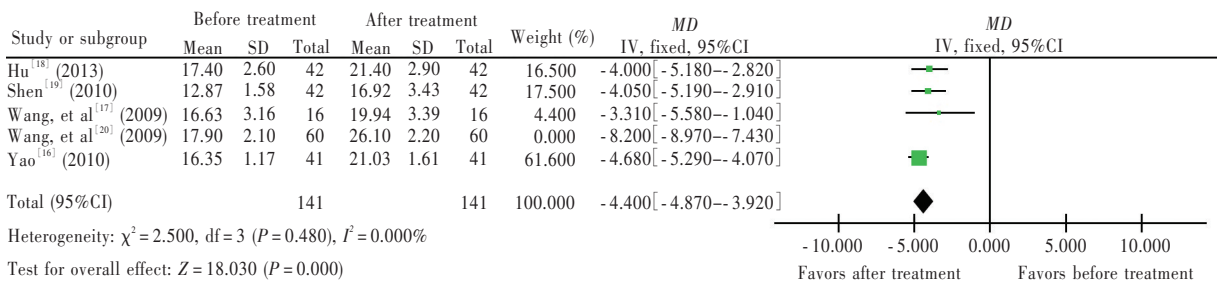 Study or subgroup Before treatment After treatment Weight (%) MD MD
Mean SD Total Mean SD Total IV, fixed, 95%CI IV, fixed, 95%CI
Hu[18] (2013) 17.40 2.60 42 21.40 2.90 42 16.500 -4.000[-5.180--2.820]
Shen[19] (2010) 12.87 1.58 42 16.92 3.43 42 17.500 -4.050[-5.190--2.910]
Wang, et al[17] (2009) 16.63 3.16 16 19.94 3.39 16 4.400 -3.310[-5.580--1.040]
Wang, et al[20] (2009) 17.90 2.10 60 26.10 2.20 60 0.000 -8.200[-8.970--7.430]
Yao[16] (2010) 16.35 1.17 41 21.03 1.61 41 61.600 -4.680[-5.290--4.070]
Total (95%CI) 141 141 100.000 -4.400[-4.870--3.920]
Heterogeneity: χ² = 2.500, df = 3 (P = 0.480), I² = 0.000%
Test for overall effect: Z = 18.030 (P = 0.000)
-10.000 -5.000 0.000 5.000 10.000
Favors after treatment Favors before treatment